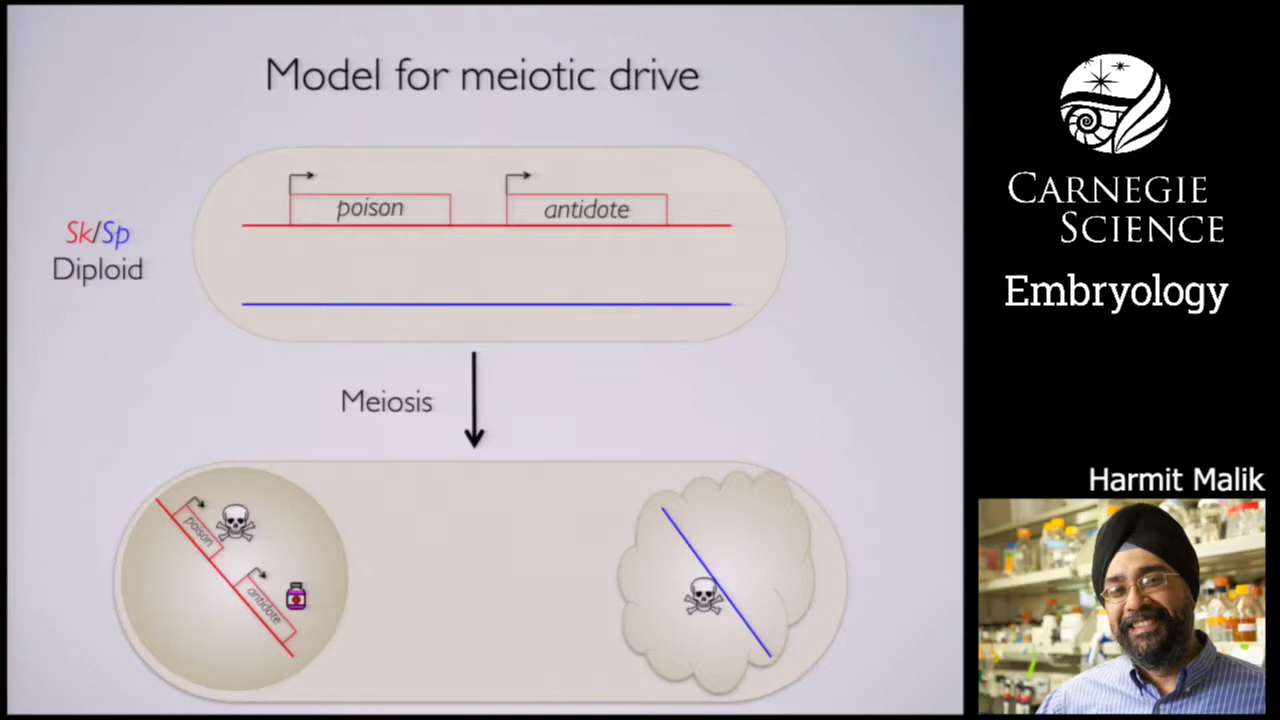 Model for meiotic drive
poison
antidote
Sk/Sp
Diploid
Meiosis
poison
antidote
CARNEGIE
SCIENCE
Embryology
Harmit Malik